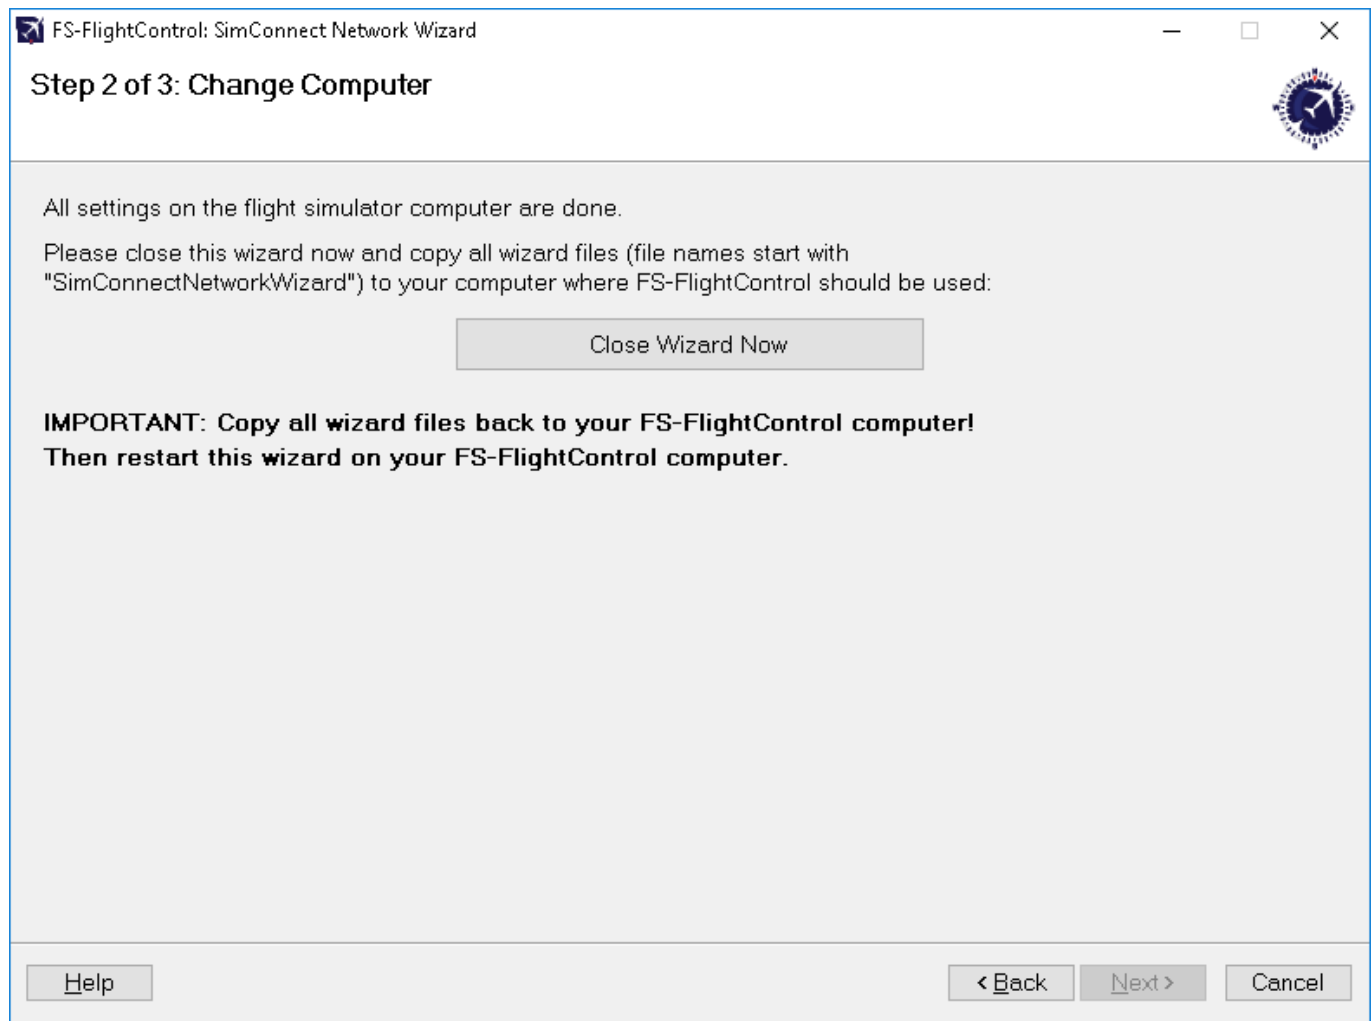 FS-FlightControl: SimConnect Network Wizard
Step 2 of 3: Change Computer
All settings on the flight simulator computer are done.
Please close this wizard now and copy all wizard files (file names start with
"SimConnectNetworkWizard") to your computer where FS-FlightControl should be used:
Close Wizard Now
IMPORTANT: Copy all wizard files back to your FS-FlightControl computer!
Then restart this wizard on your FS-FlightControl computer.
Help
< Back
Next >
Cancel